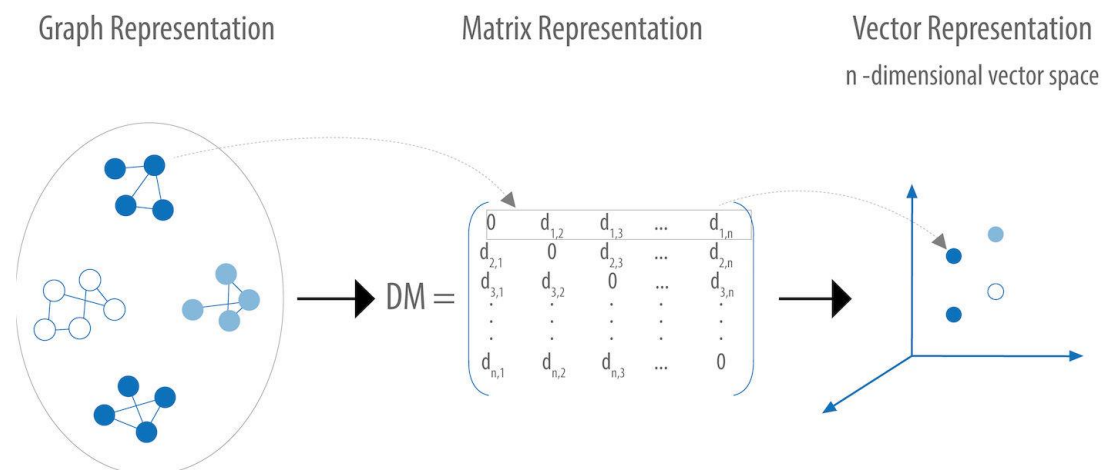 Graph Representation
Matrix Representation
Vector Representation
n -dimensional vector space
DM =
0 d1,2 d1,3 ... d1,n
d2,1 0 d2,3 ... d2,n
d3,1 d3,2 0 ... d3,n
. . . . .
. . . . .
. . . . .
dn,1 dn,2 dn,3 ... 0